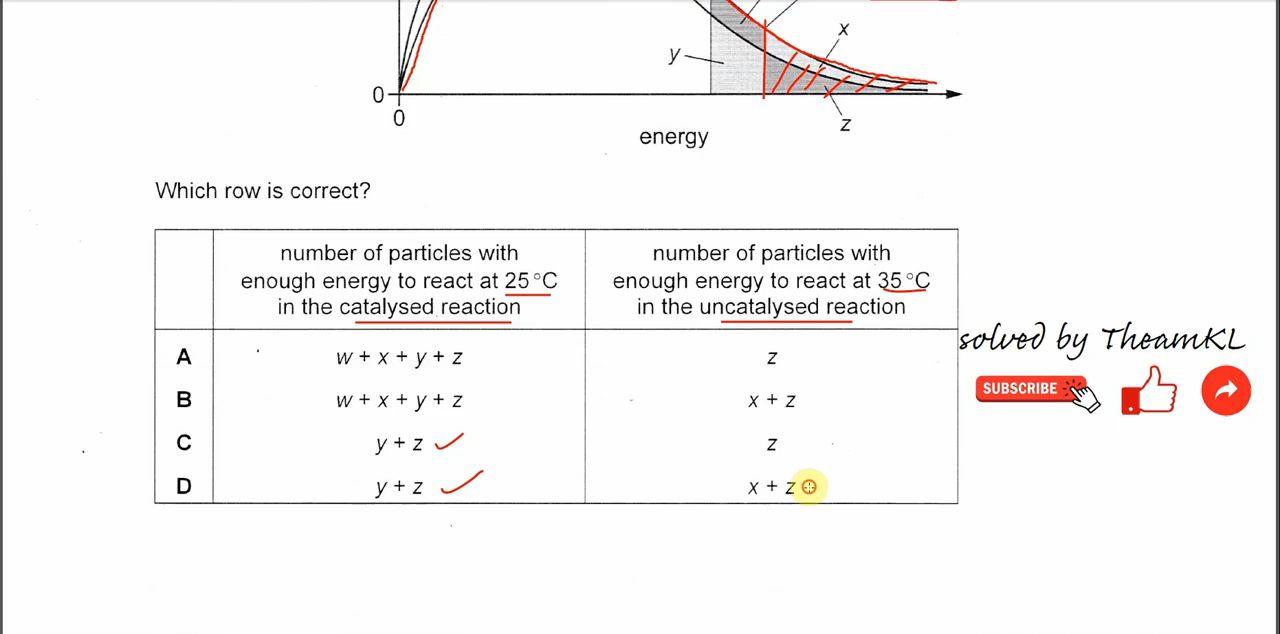 x
y
0
0
z
energy
Which row is correct?
number of particles with
enough energy to react at 25 °C
in the catalysed reaction
number of particles with
enough energy to react at 35 °C
in the uncatalysed reaction
A w + x + y + z z
B w + x + y + z x + z
C y + z z
D y + z x + z
solved by TheamKL
SUBSCRIBE